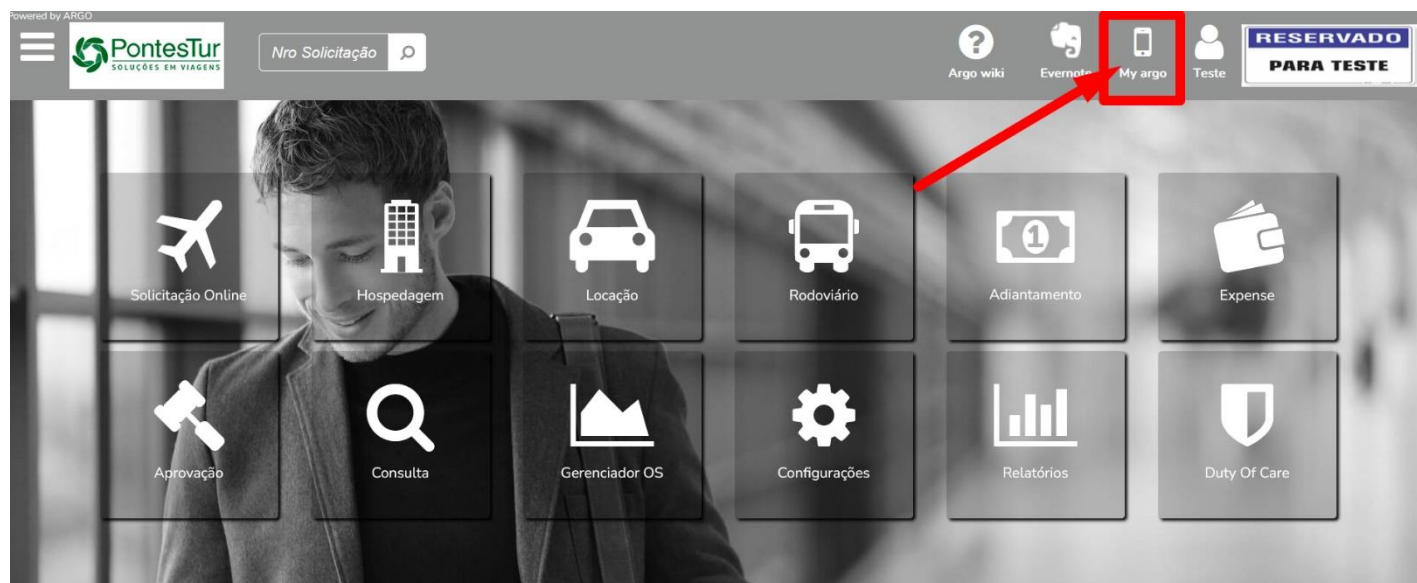 Powered by ARGO
PontesTur
SOLUÇÕES EM VIAGENS
Nro Solicitação
Argo wiki
Evernote
My argo
Teste
RESERVADO
PARA TESTE
Solicitação Online
Hospedagem
Locação
Rodoviário
Adiantamento
1
Expense
Aprovação
Consulta
Gerenciador OS
Configurações
Relatórios
Duty Of Care